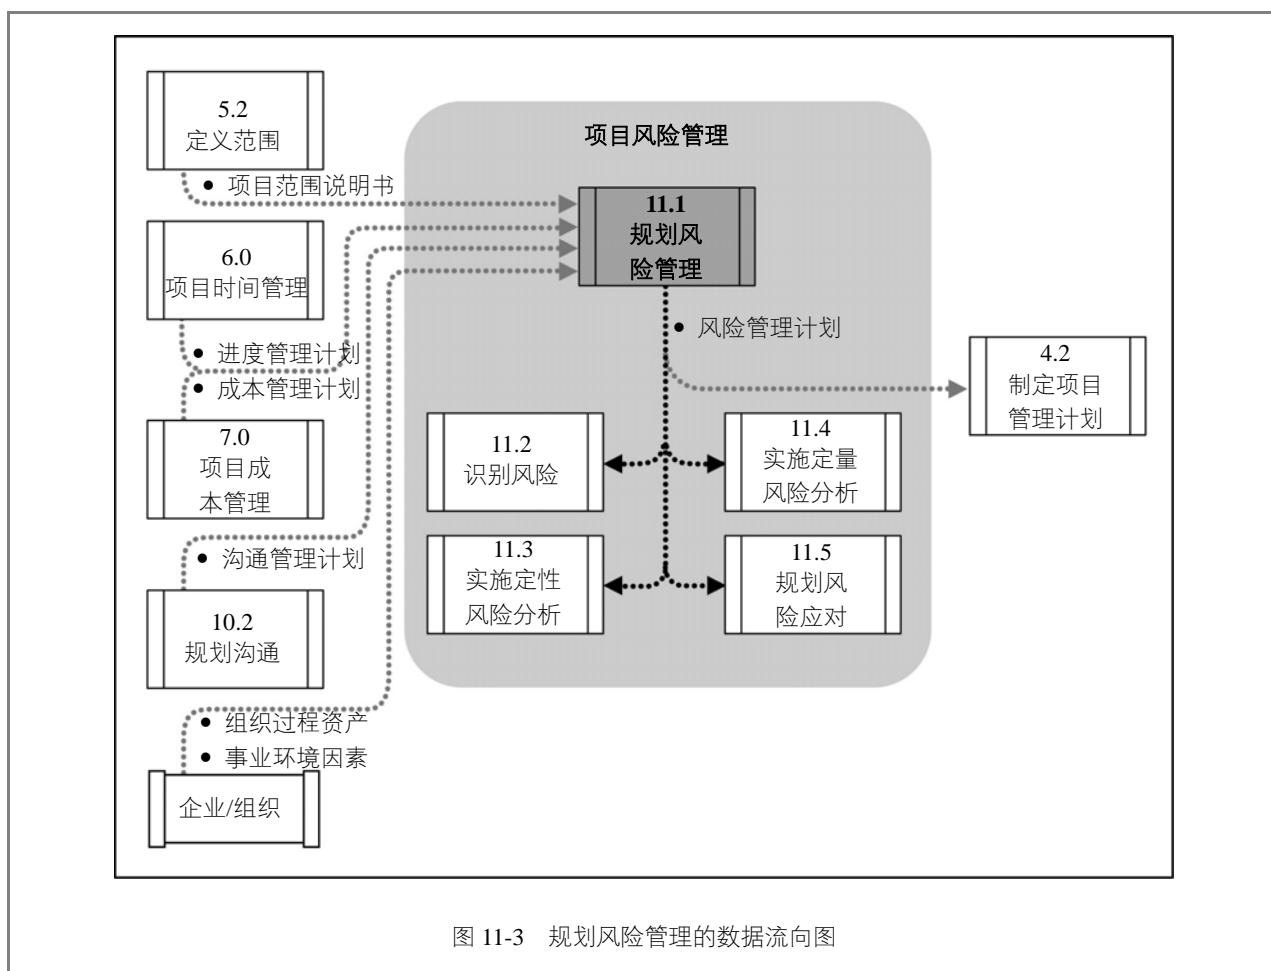 5.2
定义范围
● 项目范围说明书
6.0
项目时间管理
● 进度管理计划
● 成本管理计划
7.0
项目成
本管理
● 沟通管理计划
10.2
规划沟通
● 组织过程资产
● 事业环境因素
企业/组织
项目风险管理
11.1
规划风
险管理
● 风险管理计划
11.2
识别风险
11.4
实施定量
风险分析
11.3
实施定性
风险分析
11.5
规划风
险应对
4.2
制定项目
管理计划
图 11-3 规划风险管理的数据流向图